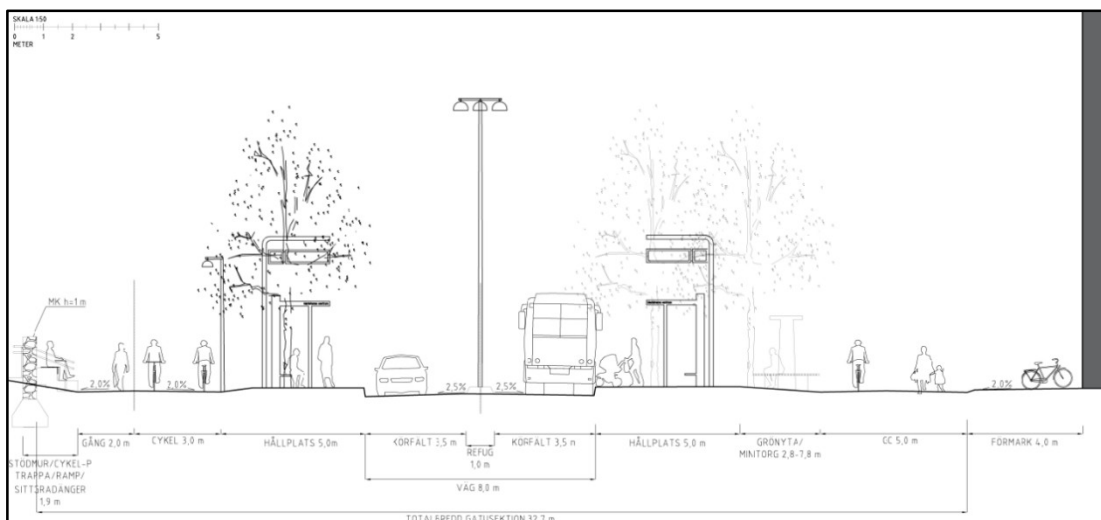 SKALA 1:50
0 1 2 5
METER
MK h=1 m
2,0%
2,0%
2,5%
2,5%
2,0%
GÅNG 2,0 m
CYKEL 3,0 m
HÅLLPLATS 5,0m
KÖRFÄLT 3,5 m
REFUG
1,0 m
KÖRFÄLT 3,5 m
HÅLLPLATS 5,0 m
GRÖNYTA/
MINITORG 2,8-7,8 m
CC 5,0 m
FÖRMARK 4,0 m
STÖDMUR/CYKEL-P
TRAPPA/RAMP/
SITTGRADÄNGER
1,9 m
VÄG 8,0 m
TOTALBREDD GATUSEKTION 32,7 m